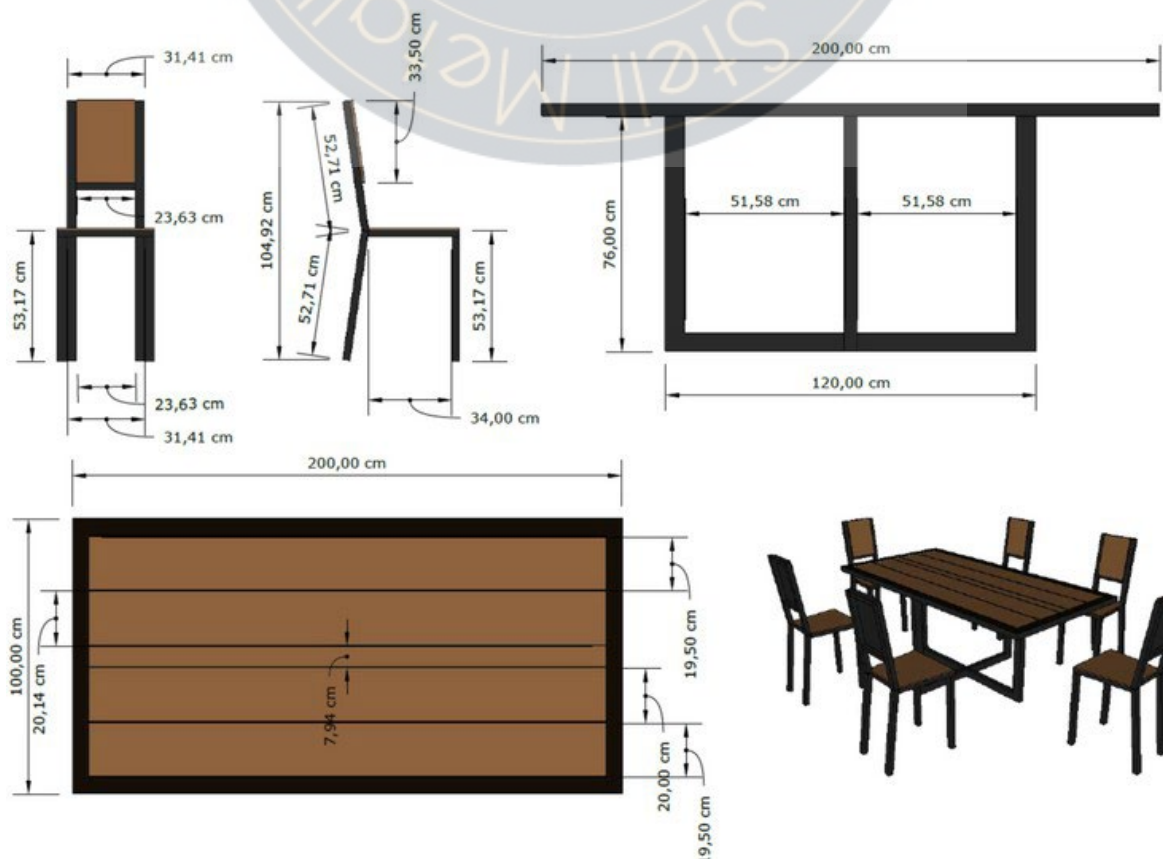 Stell Metal
31,41 cm
23,63 cm
53,17 cm
23,63 cm
31,41 cm
33,50 cm
52,71 cm
104,92 cm
52,71 cm
53,17 cm
34,00 cm
200,00 cm
51,58 cm
51,58 cm
76,00 cm
120,00 cm
200,00 cm
100,00 cm
20,14 cm
7,94 cm
19,50 cm
20,00 cm
19,50 cm